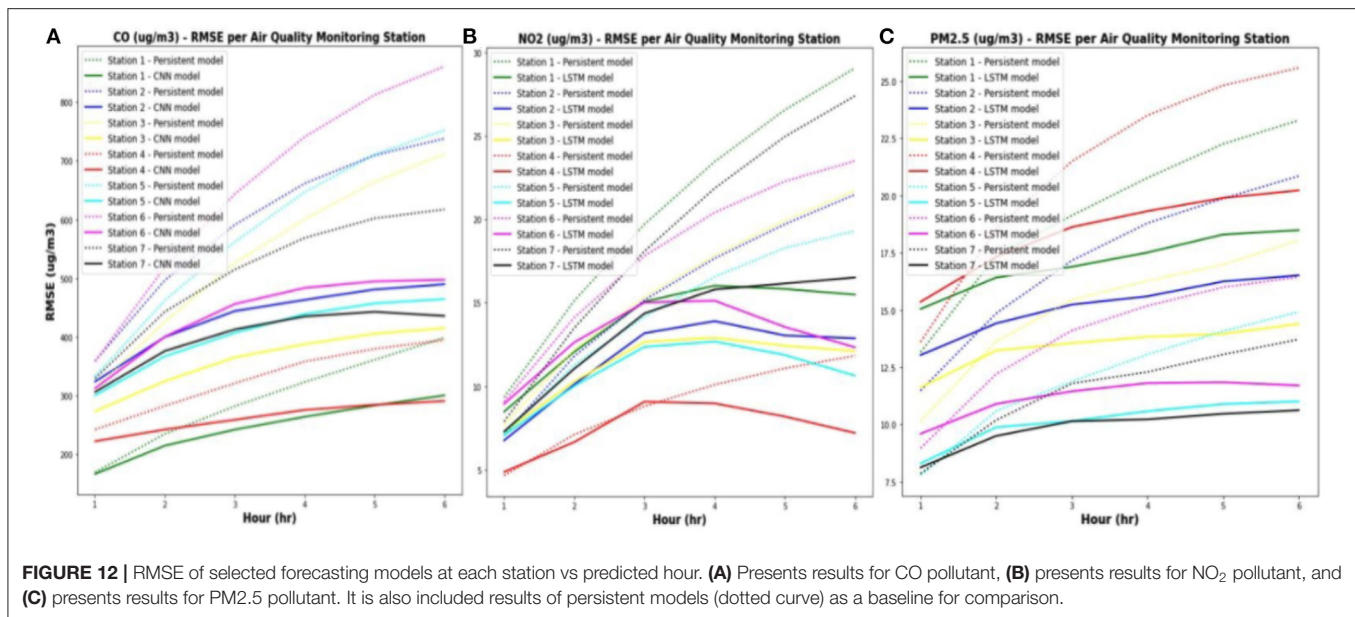 A
CO (ug/m3) - RMSE per Air Quality Monitoring Station
RMSE (ug/m3)
800
700
600
500
400
300
200
Station 1 - Persistent model
Station 1 - CNN model
Station 2 - Persistent model
Station 2 - CNN model
Station 3 - Persistent model
Station 3 - CNN model
Station 4 - Persistent model
Station 4 - CNN model
Station 5 - Persistent model
Station 5 - CNN model
Station 6 - Persistent model
Station 6 - CNN model
Station 7 - Persistent model
Station 7 - CNN model
1 2 3 4 5 6
Hour (hr)
B
NO2 (ug/m3) - RMSE per Air Quality Monitoring Station
30
25
20
15
10
5
Station 1 - Persistent model
Station 1 - LSTM model
Station 2 - Persistent model
Station 2 - LSTM model
Station 3 - Persistent model
Station 3 - LSTM model
Station 4 - Persistent model
Station 4 - LSTM model
Station 5 - Persistent model
Station 5 - LSTM model
Station 6 - Persistent model
Station 6 - LSTM model
Station 7 - Persistent model
Station 7 - LSTM model
1 2 3 4 5 6
Hour (hr)
C
PM2.5 (ug/m3) - RMSE per Air Quality Monitoring Station
25.0
22.5
20.0
17.5
15.0
12.5
10.0
7.5
Station 1 - Persistent model
Station 1 - LSTM model
Station 2 - Persistent model
Station 2 - LSTM model
Station 3 - Persistent model
Station 3 - LSTM model
Station 4 - Persistent model
Station 4 - LSTM model
Station 5 - Persistent model
Station 5 - LSTM model
Station 6 - Persistent model
Station 6 - LSTM model
Station 7 - Persistent model
Station 7 - LSTM model
1 2 3 4 5 6
Hour (hr)
FIGURE 12 | RMSE of selected forecasting models at each station vs predicted hour. (A) Presents results for CO pollutant, (B) presents results for NO₂ pollutant, and
(C) presents results for PM2.5 pollutant. It is also included results of persistent models (dotted curve) as a baseline for comparison.